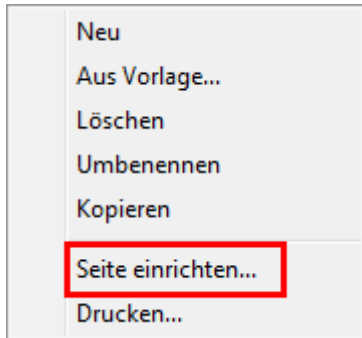 Neu
Aus Vorlage...
Löschen
Umbenennen
Kopieren
Seite einrichten...
Drucken...